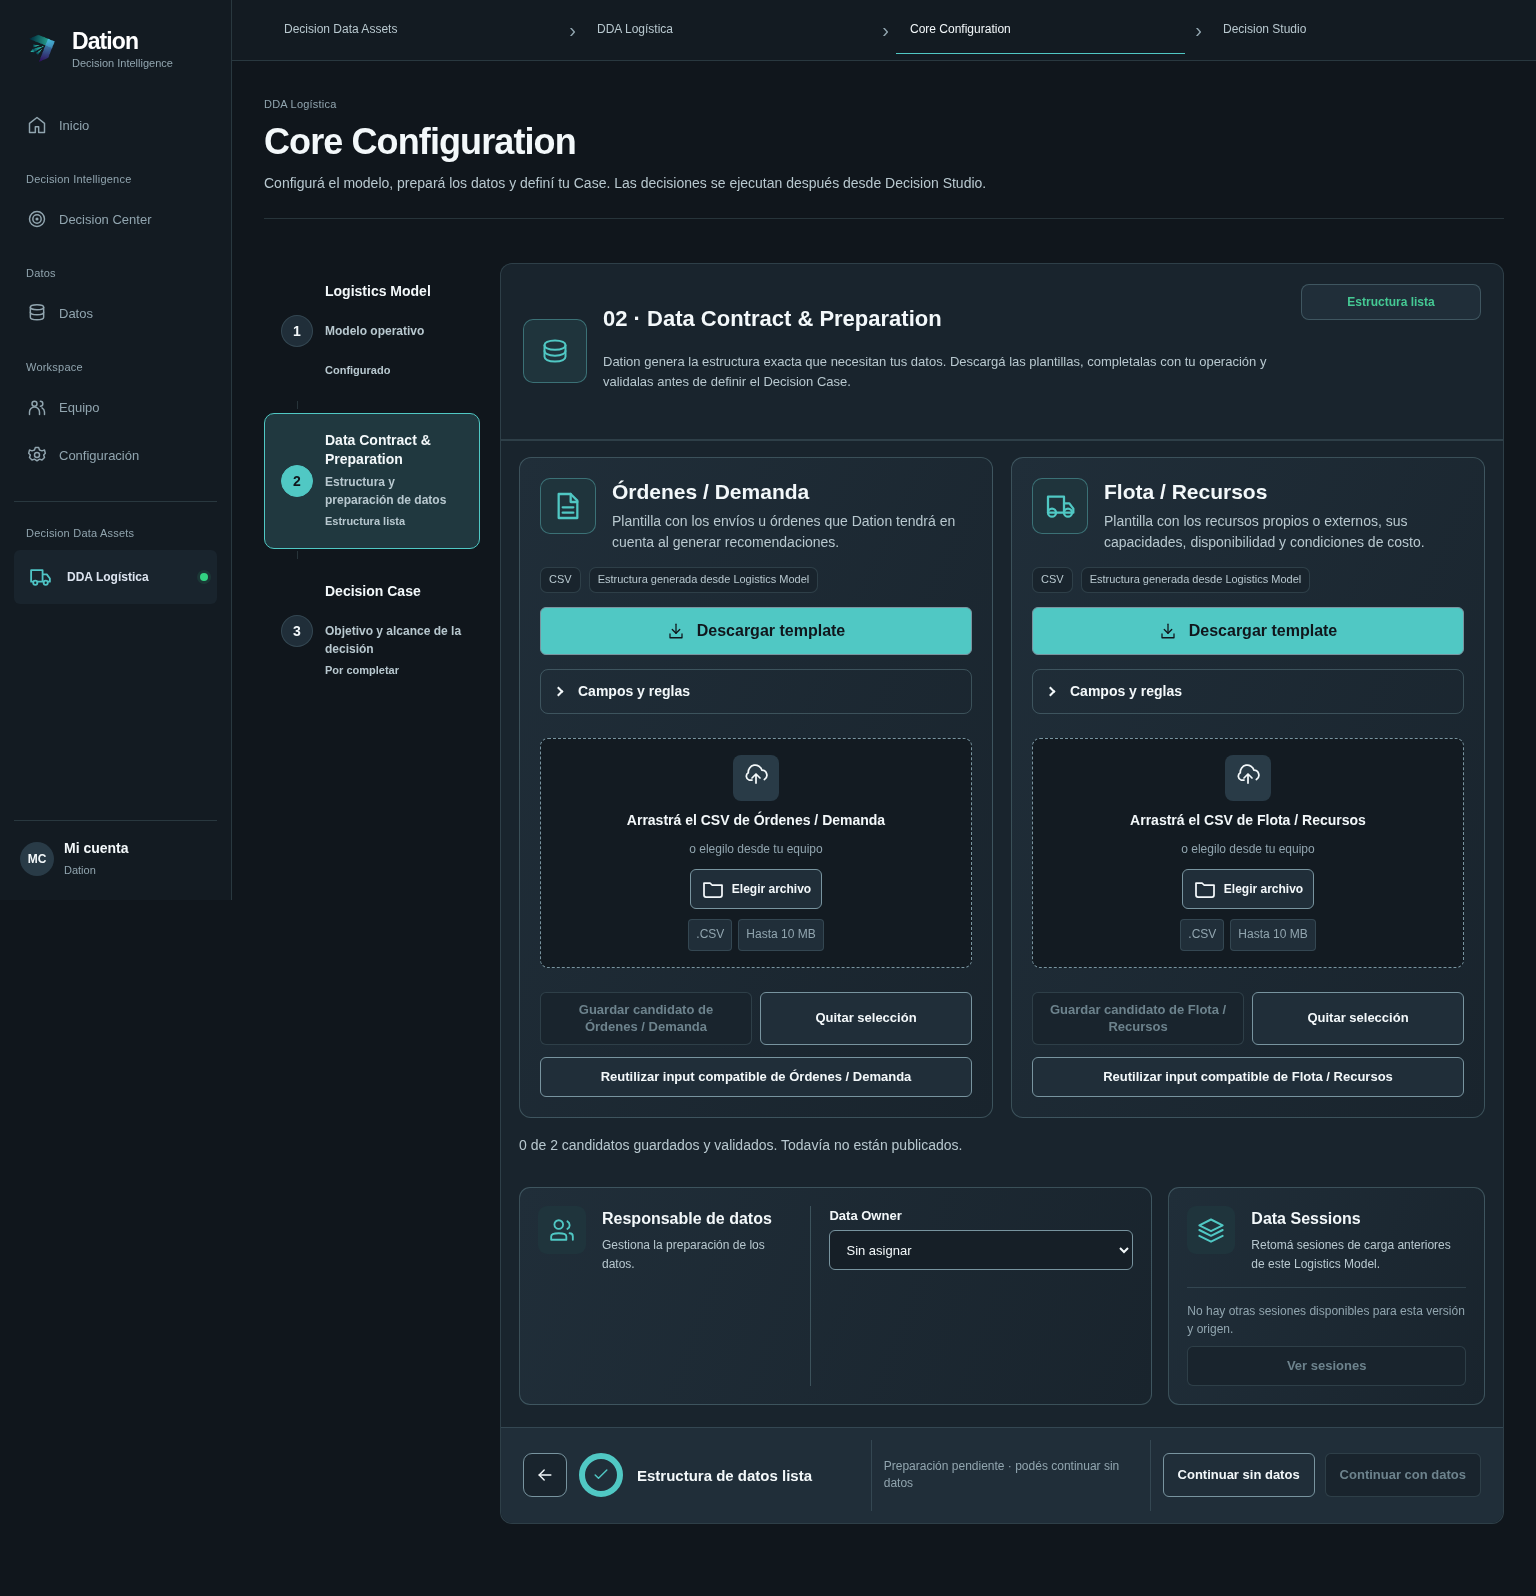 Dation
Decision Intelligence
Inicio
Decision Intelligence
Decision Center
Datos
Datos
Workspace
Equipo
Configuración
Decision Data Assets
DDA Logística
MC
Mi cuenta
Dation
Decision Data Assets
DDA Logística
Core Configuration
Decision Studio
DDA Logística
Core Configuration
Configurá el modelo, prepará los datos y definí tu Case. Las decisiones se ejecutan después desde Decision Studio.
Logistics Model
1
Modelo operativo
Configurado
Data Contract &
Preparation
2
Estructura y
preparación de datos
Estructura lista
Decision Case
3
Objetivo y alcance de la
decisión
Por completar
02 · Data Contract & Preparation
Estructura lista
Dation genera la estructura exacta que necesitan tus datos. Descargá las plantillas, completalas con tu operación y
validalas antes de definir el Decision Case.
Órdenes / Demanda
Plantilla con los envíos u órdenes que Dation tendrá en
cuenta al generar recomendaciones.
CSV
Estructura generada desde Logistics Model
Descargar template
Campos y reglas
Arrastrá el CSV de Órdenes / Demanda
o elegilo desde tu equipo
Elegir archivo
.CSV
Hasta 10 MB
Guardar candidato de
Órdenes / Demanda
Quitar selección
Reutilizar input compatible de Órdenes / Demanda
Flota / Recursos
Plantilla con los recursos propios o externos, sus
capacidades, disponibilidad y condiciones de costo.
CSV
Estructura generada desde Logistics Model
Descargar template
Campos y reglas
Arrastrá el CSV de Flota / Recursos
o elegilo desde tu equipo
Elegir archivo
.CSV
Hasta 10 MB
Guardar candidato de Flota /
Recursos
Quitar selección
Reutilizar input compatible de Flota / Recursos
0 de 2 candidatos guardados y validados. Todavía no están publicados.
Responsable de datos
Gestiona la preparación de los
datos.
Data Owner
Sin asignar
Data Sessions
Retomá sesiones de carga anteriores
de este Logistics Model.
No hay otras sesiones disponibles para esta versión
y origen.
Ver sesiones
Estructura de datos lista
Preparación pendiente · podés continuar sin
datos
Continuar sin datos
Continuar con datos